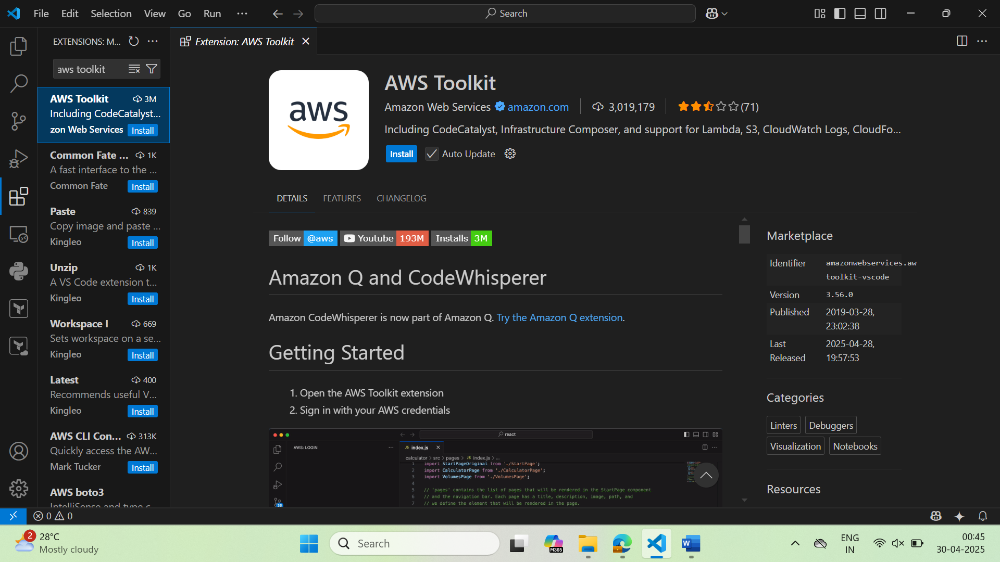 File Edit Selection View Go Run ··· Search
EXTENSIONS: M...
Extension: AWS Toolkit
aws toolkit
AWS Toolkit 3M
Including CodeCatalyst...
zon Web Services Install
Common Fate ... 1K
A fast interface to the ...
Common Fate Install
Paste 839
Copy image and paste ...
Kingleo Install
Unzip 1K
A VS Code extension t...
Kingleo Install
Workspace I 669
Sets workspace on a se...
Kingleo Install
Latest 400
Recommends useful V...
Kingleo Install
AWS CLI Con... 313K
Quickly access the AW...
Mark Tucker Install
AWS boto3
IntelliSense and type c
aws
AWS Toolkit
Amazon Web Services amazon.com 3,019,179 (71)
Including CodeCatalyst, Infrastructure Composer, and support for Lambda, S3, CloudWatch Logs, CloudFo...
Install Auto Update
DETAILS FEATURES CHANGELOG
Follow @aws Youtube 193M Installs 3M
Amazon Q and CodeWhisperer
Amazon CodeWhisperer is now part of Amazon Q. Try the Amazon Q extension.
Getting Started
1. Open the AWS Toolkit extension
2. Sign in with your AWS credentials
react
AWS: LOGIN ···
JS index.js
calculator > src > pages > JS index.js > ...
1 import StartPageOriginal from './StartPage';
2 import CalculatorPage from './CalculatorPage';
3 import VolumesPage from './VolumesPage';
4
5 // 'pages' contains the list of pages that will be rendered in the StartPage component
6 // and the navigation bar. Each page has a title, description, image, path, and
7 // we define the element that will be rendered in the page.
35
Marketplace
Identifier amazonwebservices.aw
toolkit-vscode
Version 3.56.0
Published 2019-03-28,
23:02:38
Last 2025-04-28,
Released 19:57:53
Categories
Linters Debuggers
Visualization Notebooks
Resources
0 0
2 28°C
Mostly cloudy
Search
M365
W
ENG
IN
00:45
30-04-2025